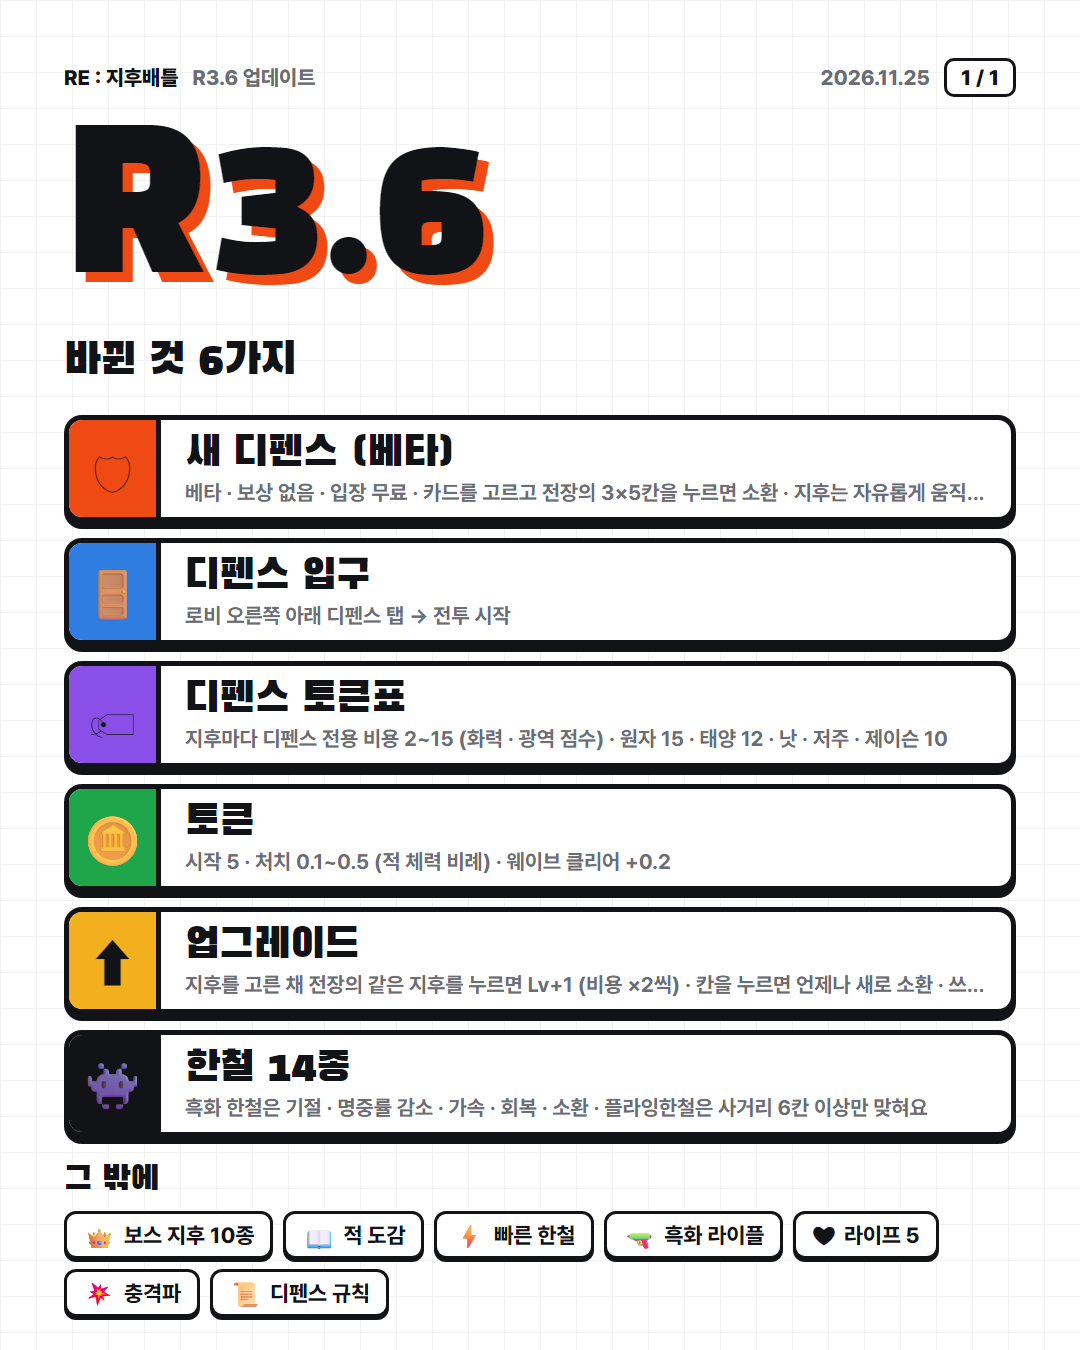 RE : 지후배틀 R3.6 업데이트 2026.11.25 1 / 1
R3.6
바뀐 것 6가지
새 디펜스 (베타)
베타 · 보상 없음 · 입장 무료 · 카드를 고르고 전장의 3×5칸을 누르면 소환 · 지후는 자유롭게 움직...
디펜스 입구
로비 오른쪽 아래 디펜스 탭 → 전투 시작
디펜스 토큰표
지후마다 디펜스 전용 비용 2~15 (화력 · 광역 점수) · 원자 15 · 태양 12 · 낫 · 저주 · 제이슨 10
토큰
시작 5 · 처치 0.1~0.5 (적 체력 비례) · 웨이브 클리어 +0.2
업그레이드
지후를 고른 채 전장의 같은 지후를 누르면 Lv+1 (비용 ×2씩) · 칸을 누르면 언제나 새로 소환 · 쓰...
한철 14종
흑화 한철은 기절 · 명중률 감소 · 가속 · 회복 · 소환 · 플라잉한철은 사거리 6칸 이상만 맞혀요
그 밖에
보스 지후 10종 적 도감 빠른 한철 흑화 라이플 라이프 5
충격파 디펜스 규칙